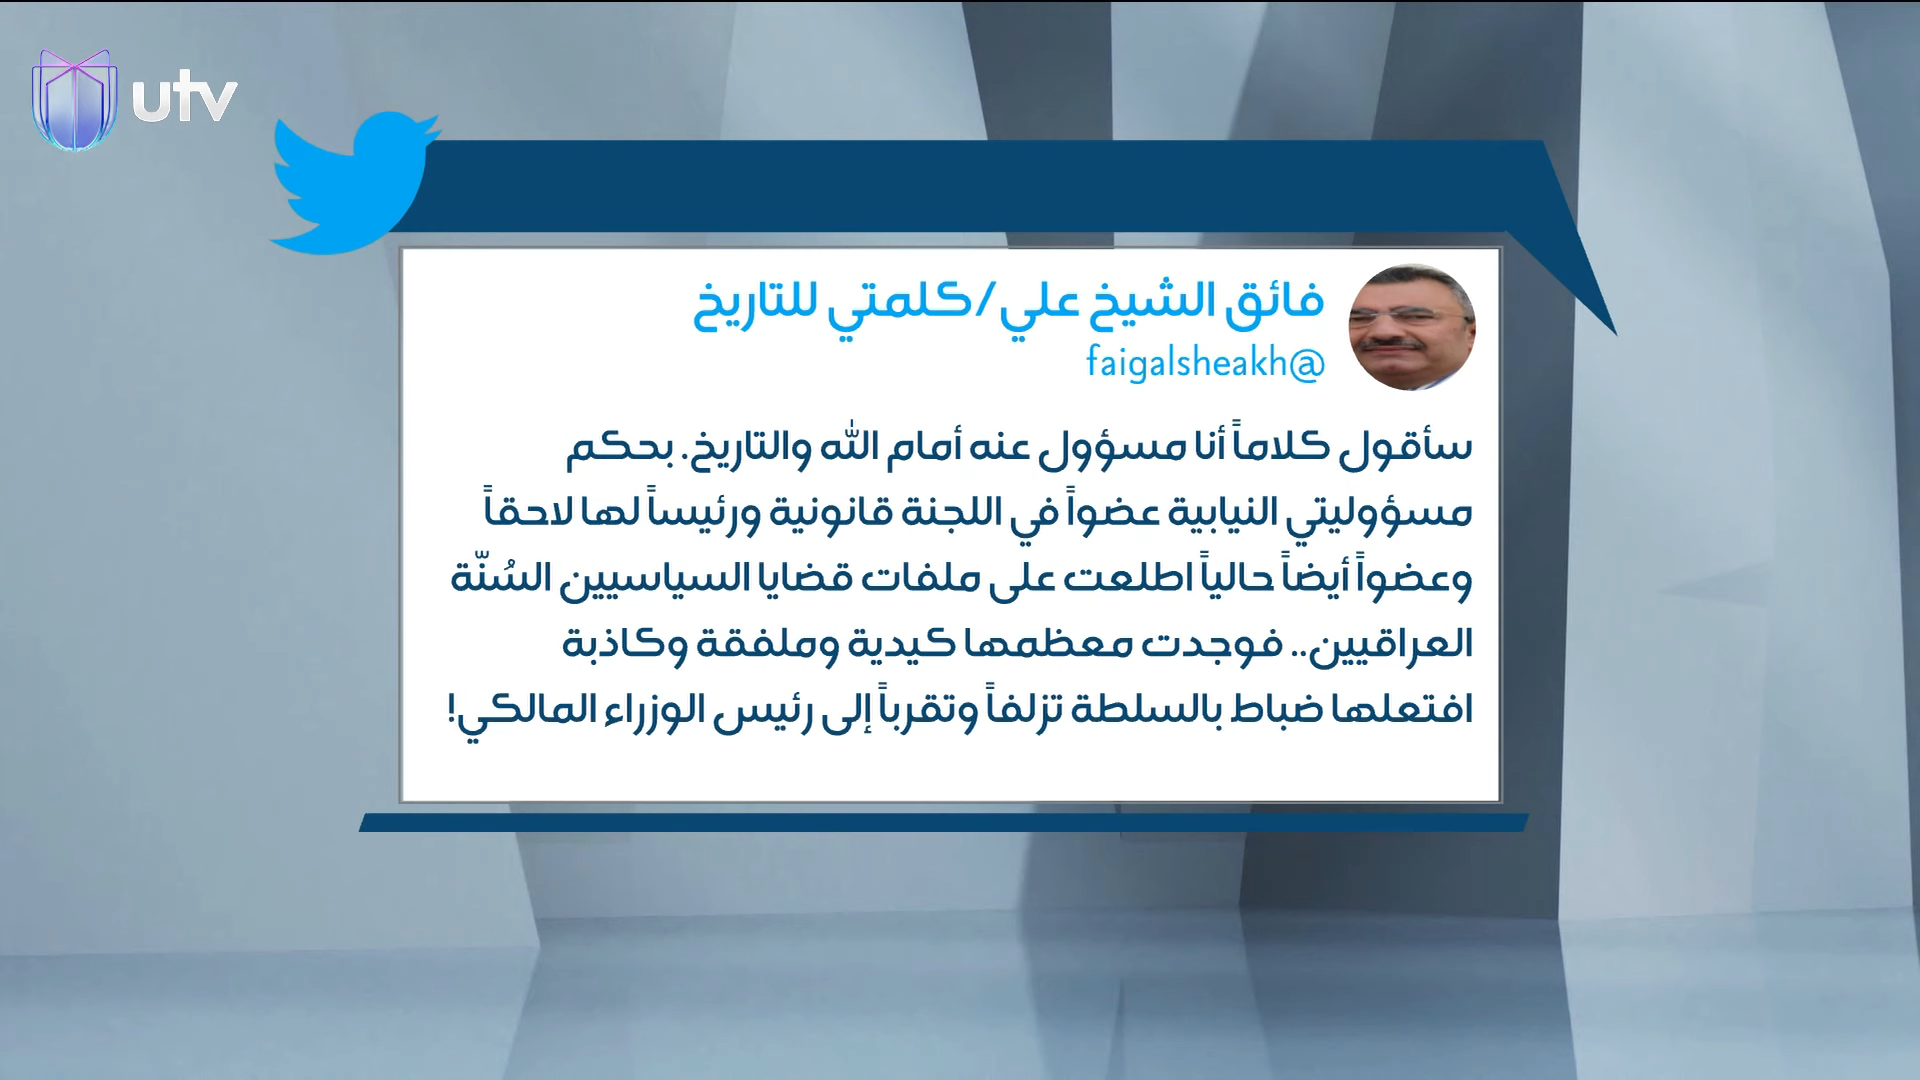 utv
فائق الشيخ علي/كلمتي للتاريخ
faigalsheakh@
سأقول كلاماً أنا مسؤول عنه أمام الله والتاريخ. بحكم
مسؤوليتي النيابية عضواً في اللجنة قانونية ورئيساً لها لاحقاً
وعضواً أيضاً حالياً اطلعت على ملفات قضايا السياسيين السُنّة
العراقيين.. فوجدت معظمها كيدية وملفقة وكاذبة
افتعلها ضباط بالسلطة تزلفاً وتقرباً إلى رئيس الوزراء المالكي!